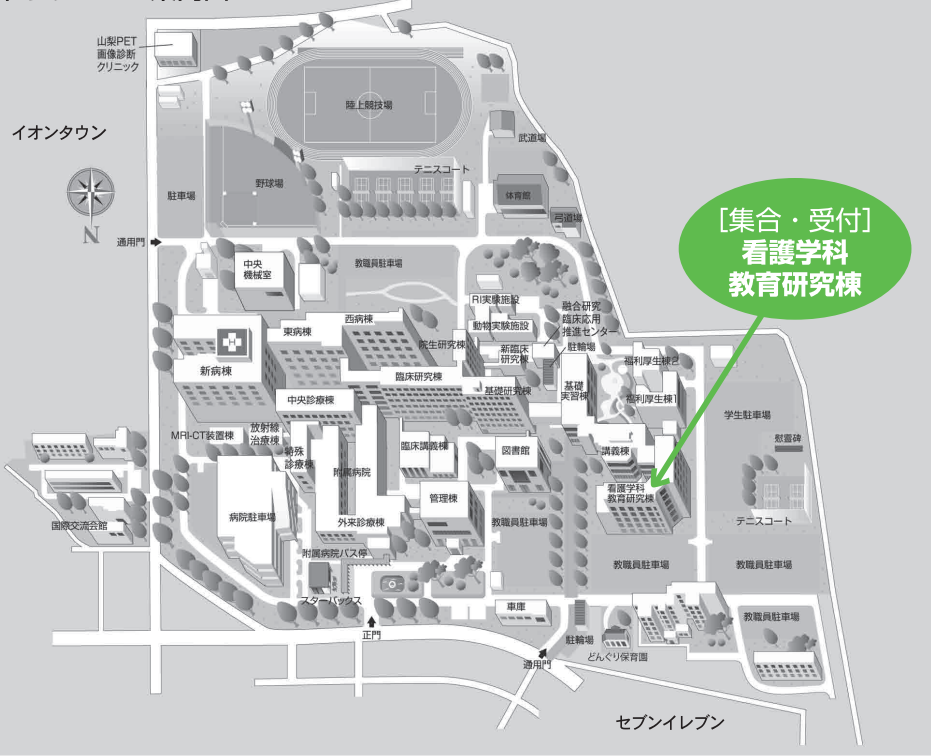 山梨PET
画像診断
クリニック
イオンタウン
陸上競技場
武道場
テニスコート
野球場
駐車場
体育館
弓道場
N
通用門
中央
機械室
教職員駐車場
[集合・受付]
看護学科
教育研究棟
RI実験施設
動物実験施設
融合研究
臨床応用
推進センター
駐輪場
西病棟
東病棟
院生研究棟
新臨床
研究棟
新病棟
臨床研究棟
基礎研究棟
基礎
実習棟
福利厚生棟2
福利厚生棟1
中央診療棟
学生駐車場
慰霊碑
MRI-CT装置棟
放射線
治療棟
特殊
診療棟
附属病院
臨床講義棟
図書館
講義棟
看護学科
教育研究棟
管理棟
病院駐車場
外来診療棟
教職員駐車場
テニスコート
国際交流会館
附属病院バス停
スターバックス
教職員駐車場
教職員駐車場
車庫
正門
駐輪場
どんぐり保育園
通用門
教職員駐車場
セブンイレブン